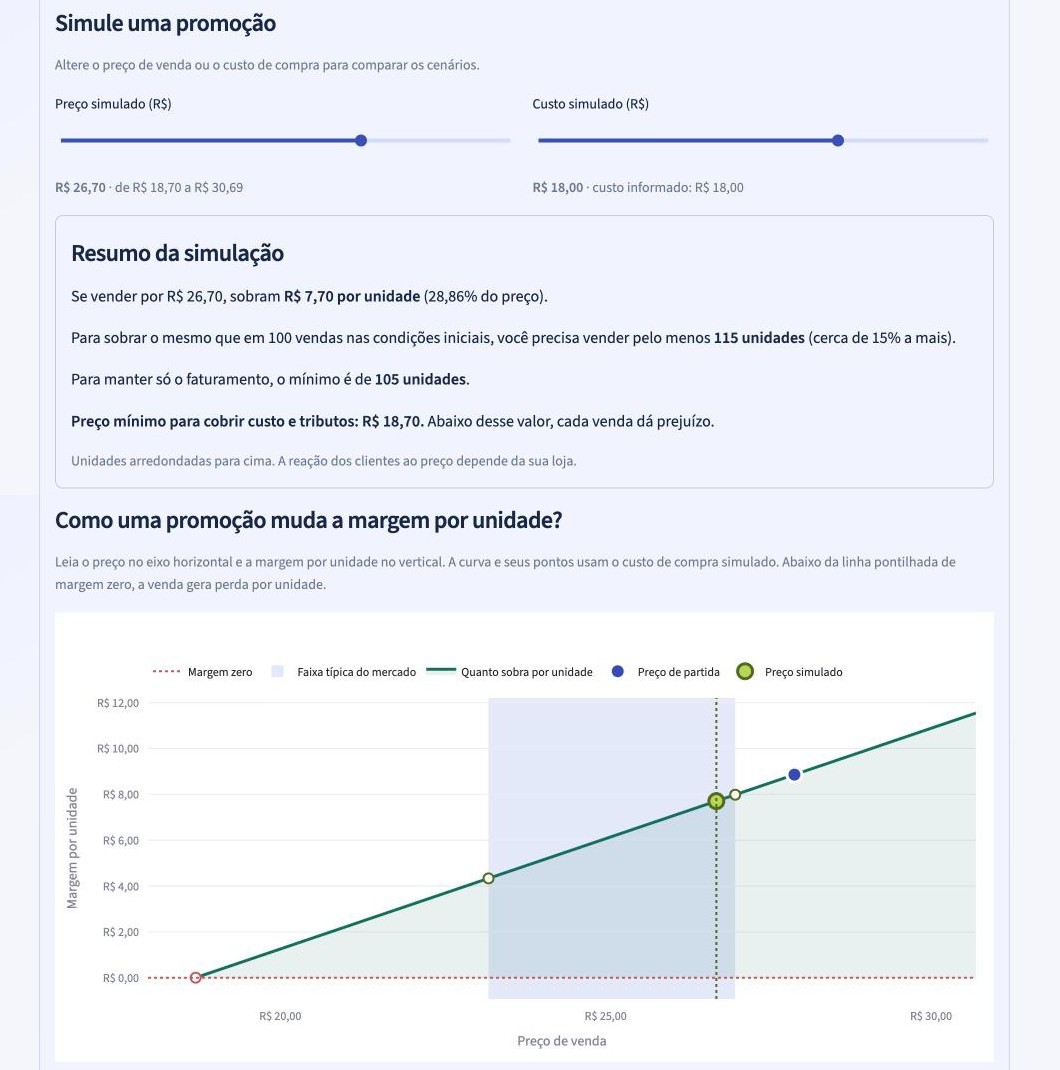 Simule uma promoção
Altere o preço de venda ou o custo de compra para comparar os cenários.
Preço simulado (R$)
Custo simulado (R$)
R$ 26,70 · de R$ 18,70 a R$ 30,69
R$ 18,00 · custo informado: R$ 18,00
Resumo da simulação
Se vender por R$ 26,70, sobram R$ 7,70 por unidade (28,86% do preço).
Para sobrar o mesmo que em 100 vendas nas condições iniciais, você precisa vender pelo menos 115 unidades (cerca de 15% a mais).
Para manter só o faturamento, o mínimo é de 105 unidades.
Preço mínimo para cobrir custo e tributos: R$ 18,70. Abaixo desse valor, cada venda dá prejuízo.
Unidades arredondadas para cima. A reação dos clientes ao preço depende da sua loja.
Como uma promoção muda a margem por unidade?
Leia o preço no eixo horizontal e a margem por unidade no vertical. A curva e seus pontos usam o custo de compra simulado. Abaixo da linha pontilhada de
margem zero, a venda gera perda por unidade.
Margem zero
Faixa típica do mercado
Quanto sobra por unidade
Preço de partida
Preço simulado
R$ 12,00
R$ 10,00
R$ 8,00
R$ 6,00
R$ 4,00
R$ 2,00
R$ 0,00
Margem por unidade
R$ 20,00
R$ 25,00
R$ 30,00
Preço de venda